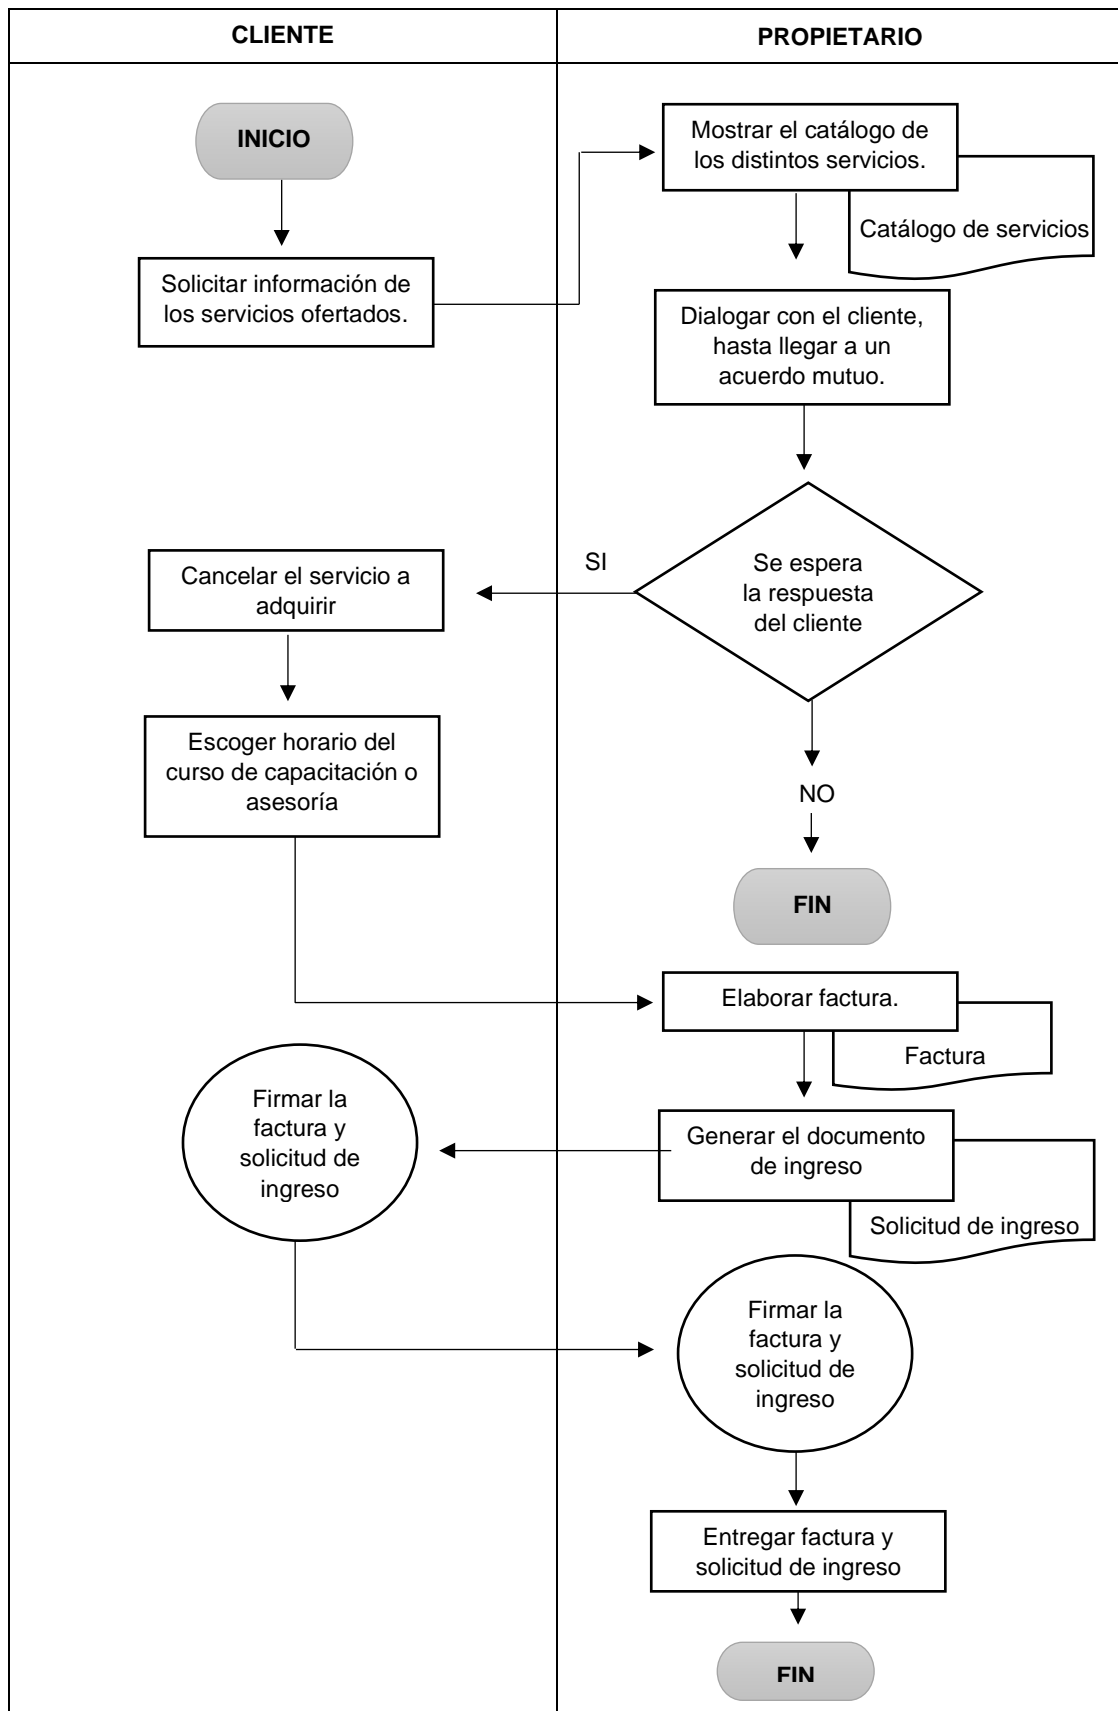 CLIENTE
PROPIETARIO
INICIO
Mostrar el catálogo de
los distintos servicios.
Catálogo de servicios
Solicitar información de
los servicios ofertados.
Dialogar con el cliente,
hasta llegar a un
acuerdo mutuo.
Se espera
la respuesta
del cliente
SI
Cancelar el servicio a
adquirir
Escoger horario del
curso de capacitación o
asesoría
NO
FIN
Elaborar factura.
Factura
Generar el documento
de ingreso
Solicitud de ingreso
Firmar la
factura y
solicitud de
ingreso
Firmar la
factura y
solicitud de
ingreso
Entregar factura y
solicitud de ingreso
FIN